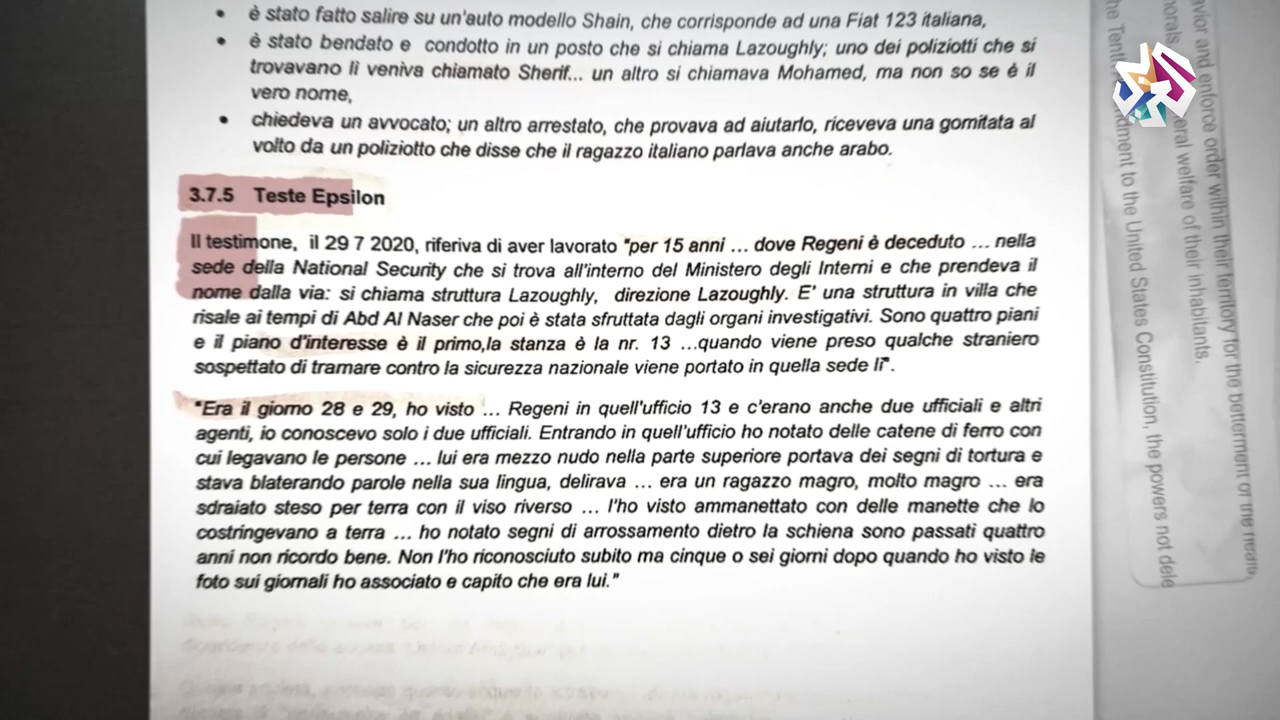 è stato fatto salire su un'auto modello Shain, che corrisponde ad una Fiat 123 italiana,
è stato bendato e condotto in un posto che si chiama Lazoughly; uno dei poliziotti che si
trovavano lì veniva chiamato Sherif... un altro si chiamava Mohamed, ma non so se è il
vero nome,
chiedeva un avvocato; un altro arrestato, che provava ad aiutarlo, riceveva una gomitata al
volto da un poliziotto che disse che il ragazzo italiano parlava anche arabo.
3.7.5 Teste Epsilon
Il testimone, il 29 7 2020, riferiva di aver lavorato "per 15 anni ... dove Regeni è deceduto ... nella
sede della National Security che si trova all'interno del Ministero degli Interni e che prendeva il
nome dalla via: si chiama struttura Lazoughly, direzione Lazoughly. E' una struttura in villa che
risale ai tempi di Abd Al Naser che poi è stata sfruttata dagli organi investigativi. Sono quattro piani
e il piano d'interesse è il primo,la stanza è la nr. 13 ...quando viene preso qualche straniero
sospettato di tramare contro la sicurezza nazionale viene portato in quella sede lì".
"Era il giorno 28 e 29, ho visto ... Regeni in quell'ufficio 13 e c'erano anche due ufficiali e altri
agenti, io conoscevo solo i due ufficiali. Entrando in quell'ufficio ho notato delle catene di ferro con
cui legavano le persone ... lui era mezzo nudo nella parte superiore portava dei segni di tortura e
stava blaterando parole nella sua lingua, delirava ... era un ragazzo magro, molto magro ... era
sdraiato steso per terra con il viso riverso ... l'ho visto ammanettato con delle manette che lo
costringevano a terra ... ho notato segni di arrossamento dietro la schiena sono passati quattro
anni non ricordo bene. Non l'ho riconosciuto subito ma cinque o sei giorni dopo quando ho visto le
foto sui giornali ho associato e capito che era lui."
and enforce order within their territory for the betterment of the
welfare of their inhabitants.
to the United States Constitution, the powers not